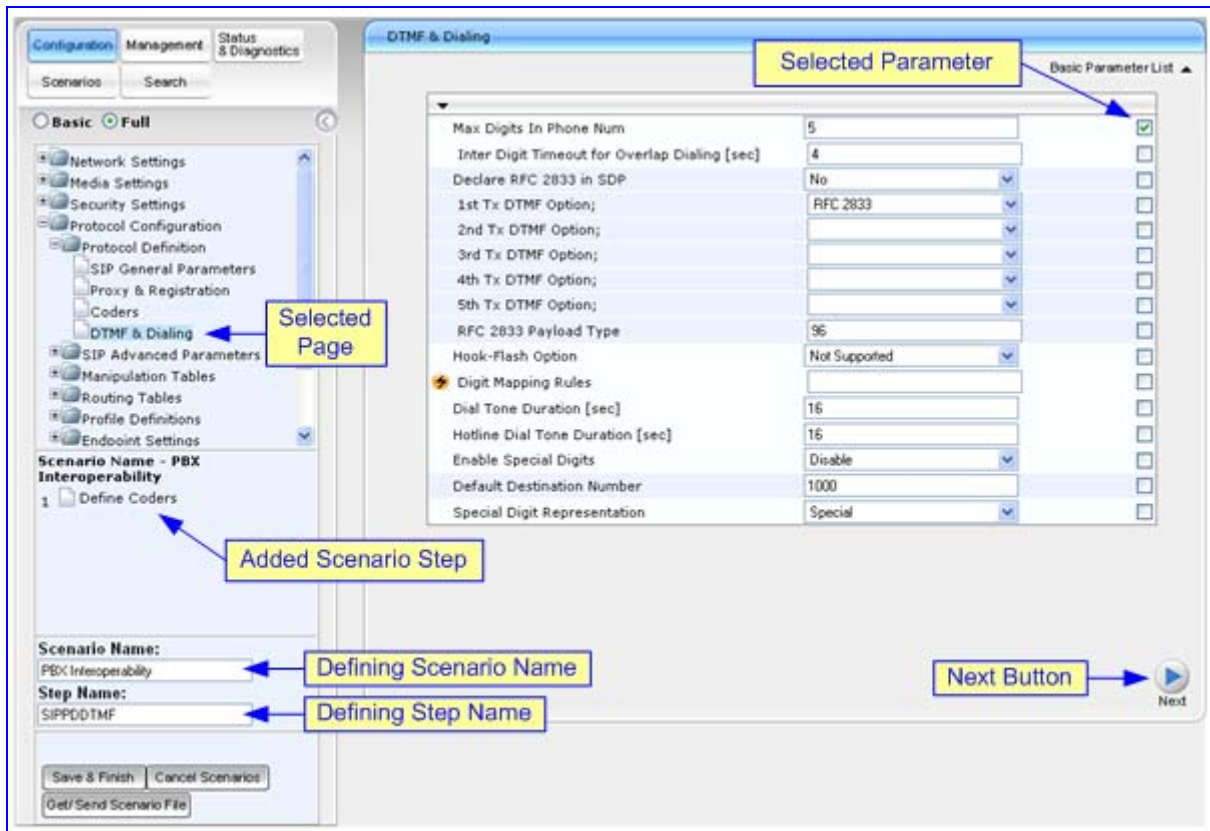 Configuration
Management
Status
& Diagnostics
Scenarios
Search
Basic
Full
Network Settings
Media Settings
Security Settings
Protocol Configuration
Protocol Definition
SIP General Parameters
Proxy & Registration
Coders
DTMF & Dialing
SIP Advanced Parameters
Manipulation Tables
Routing Tables
Profile Definitions
Endpoint Settings
Selected
Page
Scenario Name - PBX
Interoperability
1 Define Coders
Added Scenario Step
Scenario Name:
PBX Interoperability
Defining Scenario Name
Step Name:
SIPPDDTMF
Defining Step Name
Save & Finish
Cancel Scenarios
Get/Send Scenario File
DTMF & Dialing
Selected Parameter
Basic Parameter List
Max Digits In Phone Num 5
Inter Digit Timeout for Overlap Dialing [sec] 4
Declare RFC 2833 in SDP No
1st Tx DTMF Option; RFC 2833
2nd Tx DTMF Option;
3rd Tx DTMF Option;
4th Tx DTMF Option;
5th Tx DTMF Option;
RFC 2833 Payload Type 96
Hook-Flash Option Not Supported
Digit Mapping Rules
Dial Tone Duration [sec] 16
Hotline Dial Tone Duration [sec] 16
Enable Special Digits Disable
Default Destination Number 1000
Special Digit Representation Special
Next Button
Next